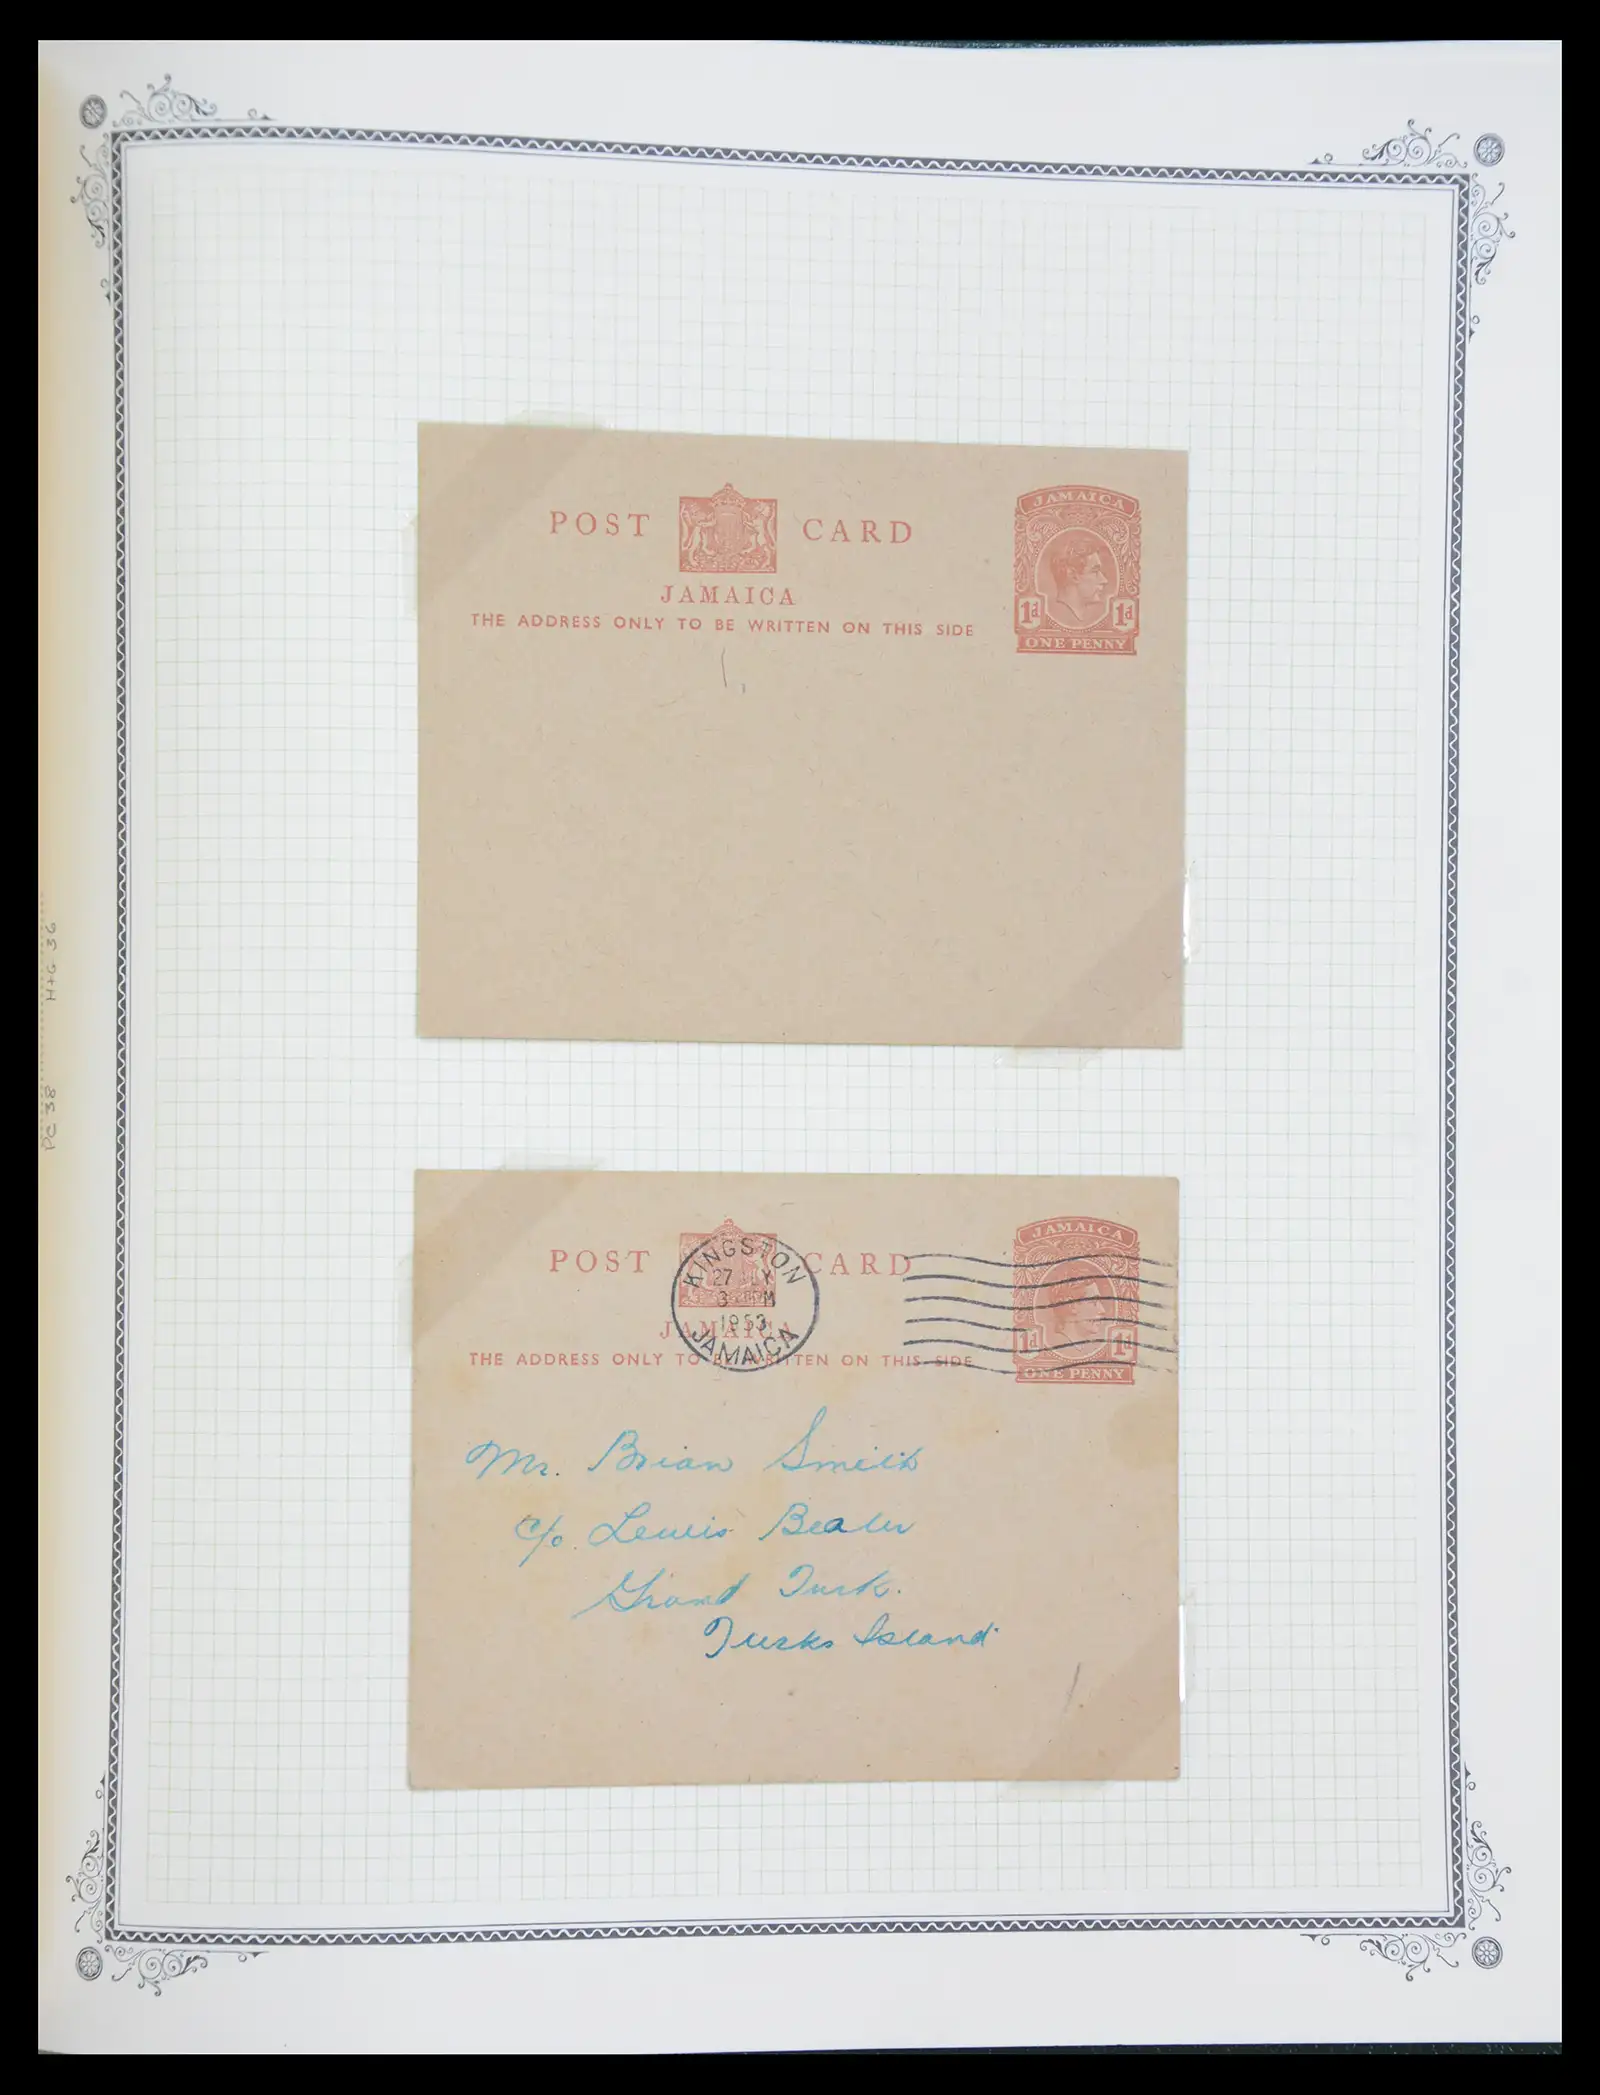 POST CARD
JAMAICA
THE ADDRESS ONLY TO BE WRITTEN ON THIS SIDE
JAMAICA
1d 1d
ONE PENNY
H+G 36
PC 38
POST CARD
JAMAICA
THE ADDRESS ONLY TO BE WRITTEN ON THIS SIDE
JAMAICA
1d 1d
ONE PENNY
KINGSTON
27
1953
JAMAICA
Mr. Brian Smith
c/o. Lewis
Grand Turk.
Turks Island